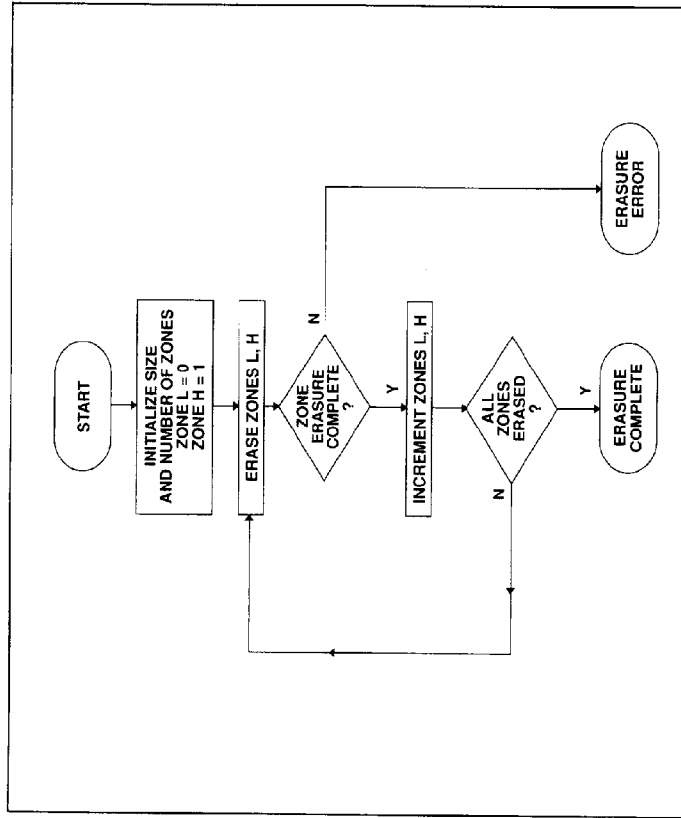 START
INITIALIZE SIZE
AND NUMBER OF ZONES
ZONE L = 0
ZONE H = 1
ERASE ZONES L, H
ZONE
ERASURE
COMPLETE
?
N
Y
INCREMENT ZONES L, H
ALL
ZONES
ERASED
?
N
Y
ERASURE
COMPLETE
ERASURE
ERROR